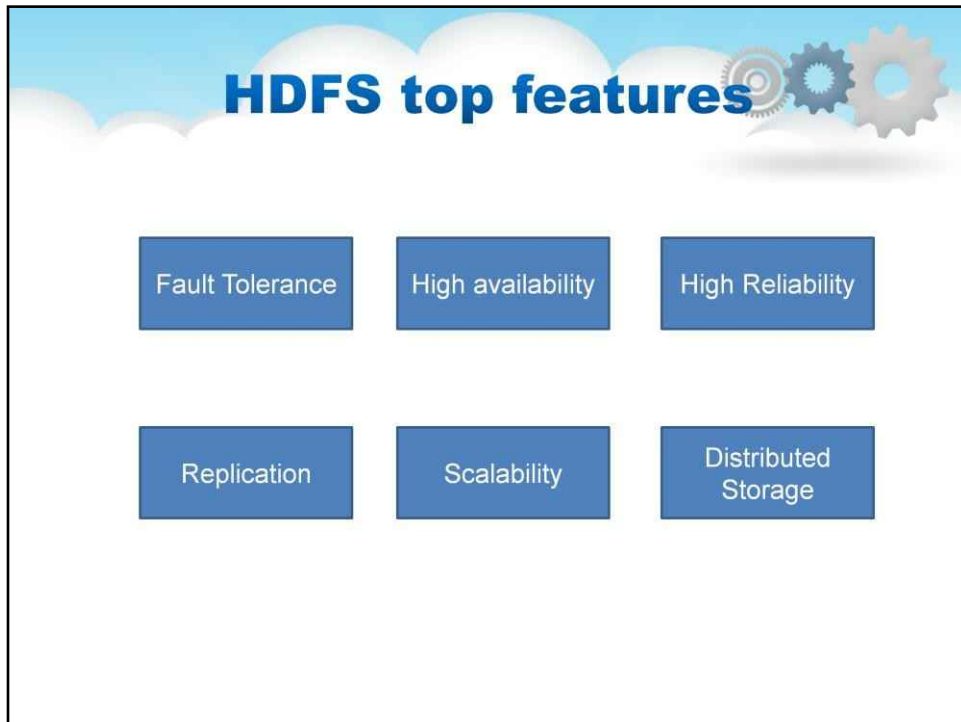 HDFS top features
Fault Tolerance
High availability
High Reliability
Replication
Scalability
Distributed
Storage